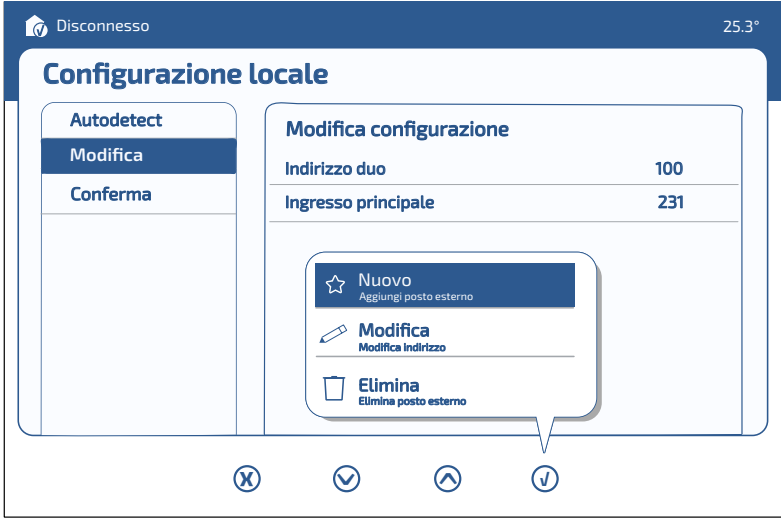 Disconnesso
25.3°
Configurazione locale
Autodetect
Modifica
Conferma
Modifica configurazione
Indirizzo duo 100
Ingresso principale 231
Nuovo
Aggiungi posto esterno
Modifica
Modifica indirizzo
Elimina
Elimina posto esterno
X